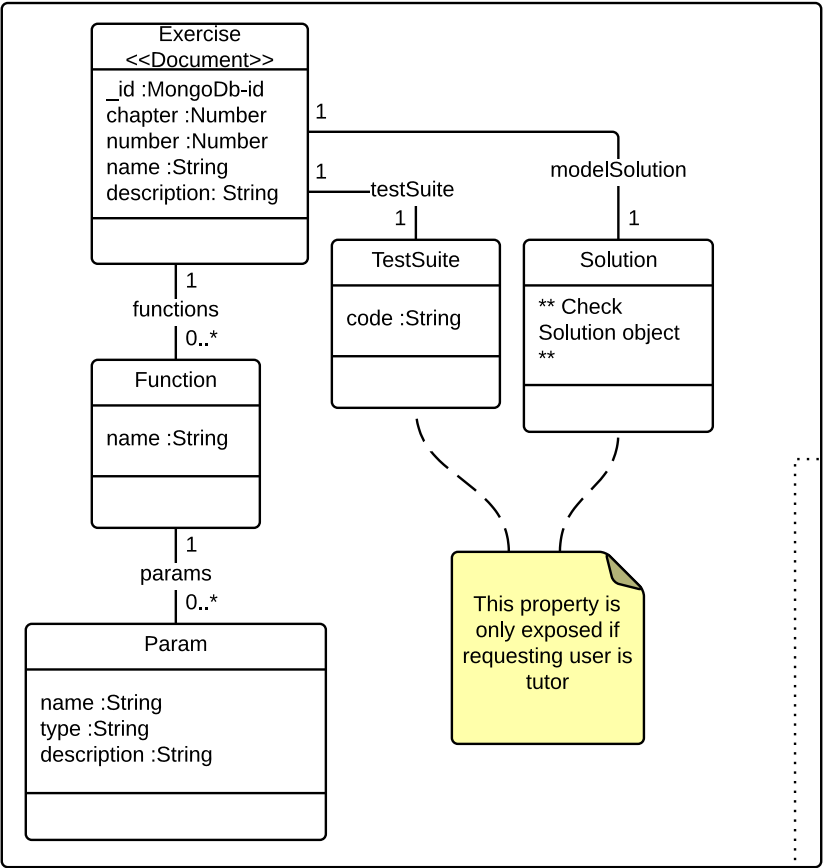 Exercise
<<Document>>
_id :MongoDb-id
chapter :Number
number :Number
name :String
description: String
1
modelSolution
1
1
testSuite
1
TestSuite
code :String
Solution
** Check
Solution object
**
1
functions
0..*
Function
name :String
1
params
0..*
Param
name :String
type :String
description :String
This property is
only exposed if
requesting user is
tutor